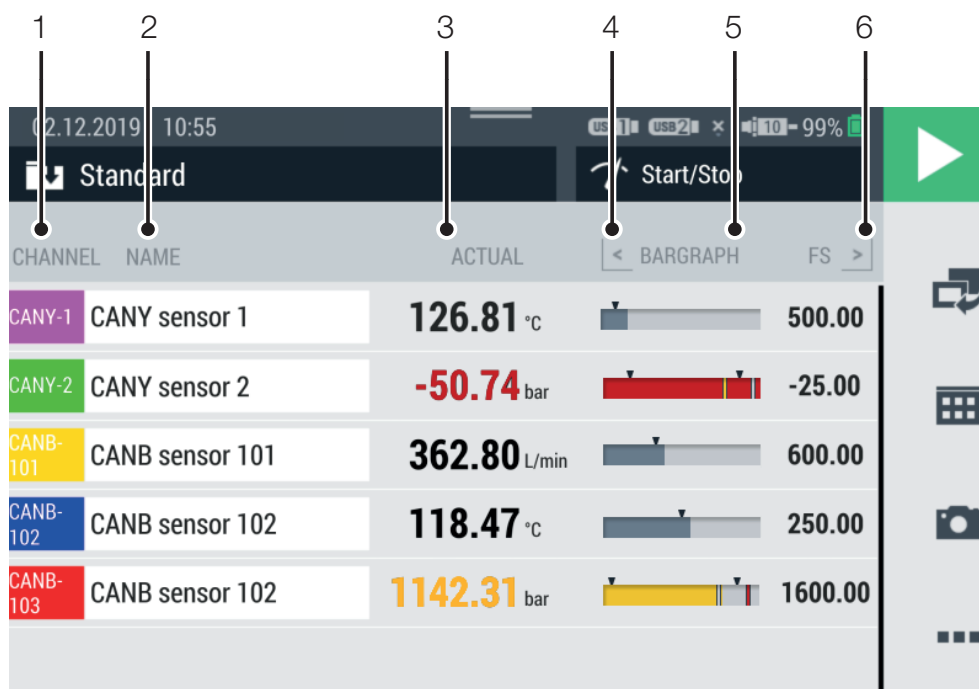 1 2 3 4 5 6
02.12.2019 10:55 USB1 USB2 10 99%
Standard Start/Stop
CHANNEL NAME ACTUAL < BARGRAPH FS >
CANY-1 CANY sensor 1 126.81 °C 500.00
CANY-2 CANY sensor 2 -50.74 bar -25.00
CANB-
101 CANB sensor 101 362.80 L/min 600.00
CANB-
102 CANB sensor 102 118.47 °C 250.00
CANB-
103 CANB sensor 102 1142.31 bar 1600.00